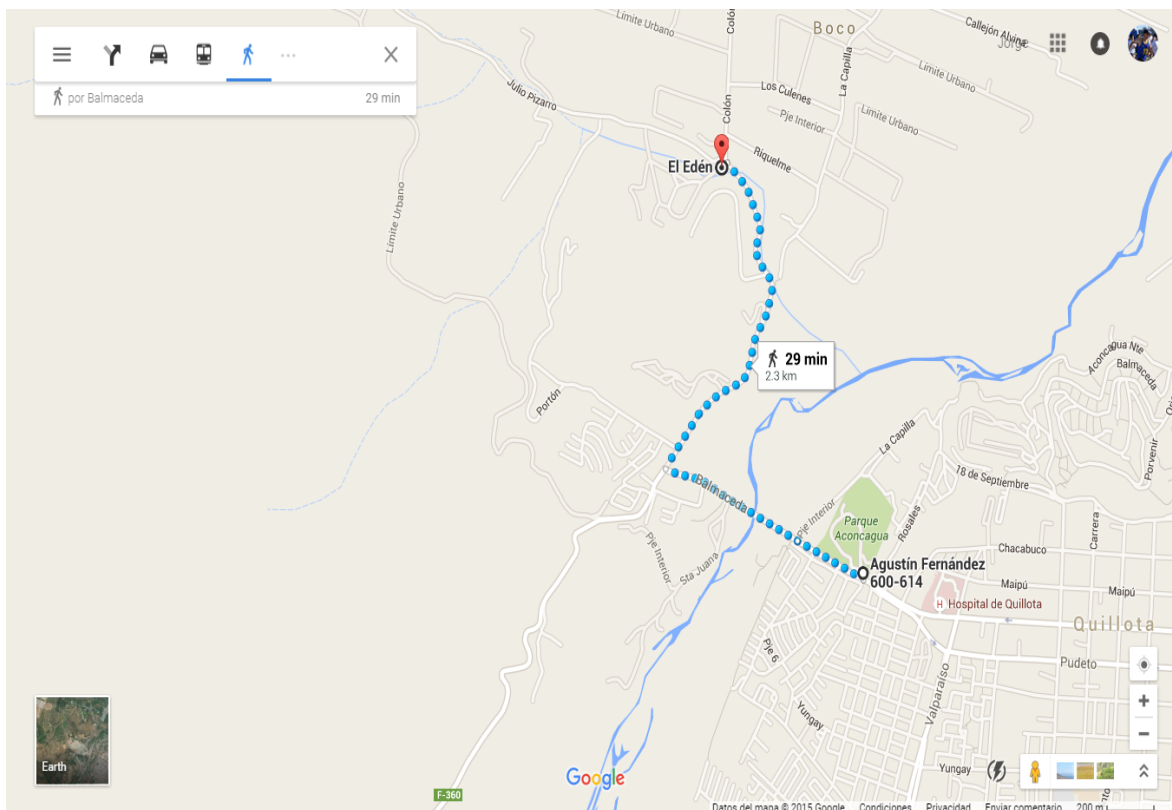 por Balmaceda
29 min
Límite Urbano
Colón
Boco
Callejón Alvina
Jorge
La Capilla
Límite Urbano
Julio Pizarro
Los Culenes
Colón
Pje Interior
Límite Urbano
Riquelme
El Edén
Límite Urbano
29 min
2.3 km
Aconcagua Nte
Balmaceda
Portón
La Capilla
Porvenir
18 de Septiembre
Balmaceda
Pje Interior
Parque
Aconcagua
Rosales
Carrera
Chacabuco
Pje Interior
Sta Juana
Agustín Fernández
600-614
Maipú
Maipú
H
Hospital de Quillota
Quillota
Pje 6
Pudeto
Valparaíso
Yungay
Earth
Yungay
Google
F-360
Datos del mapa © 2015 Google
Condiciones
Privacidad
Enviar comentario
200 m